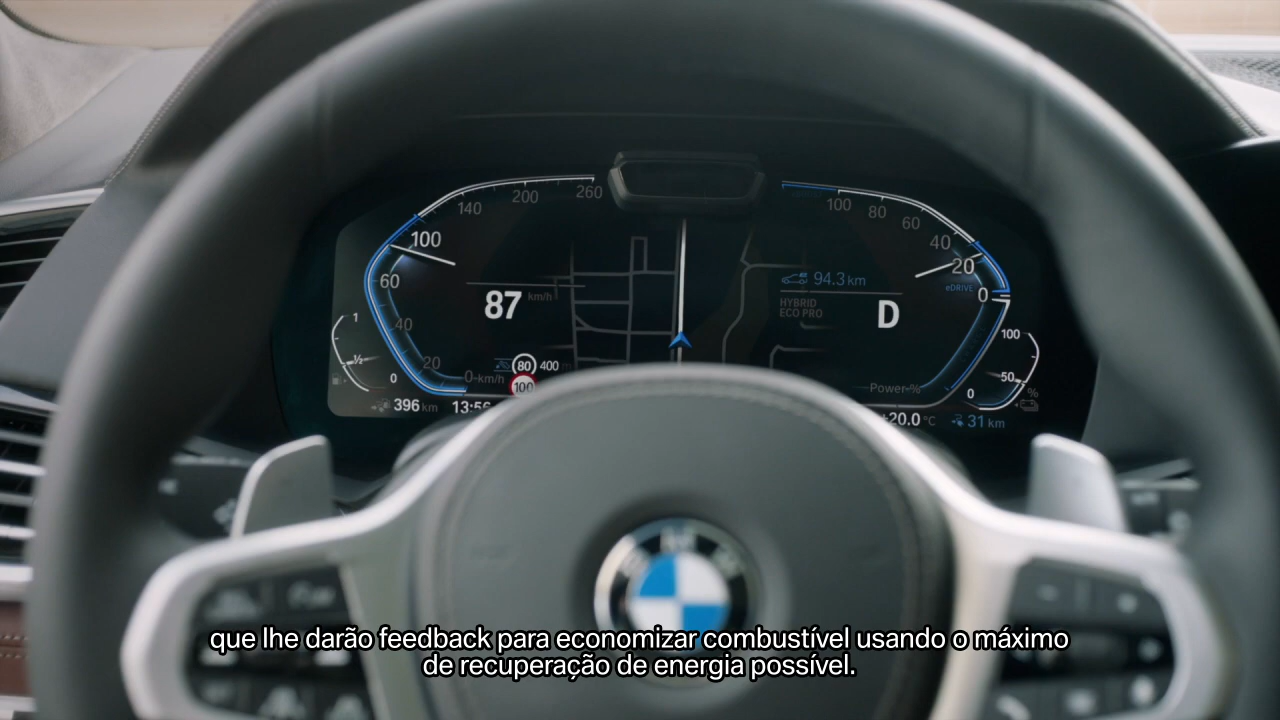 260
200
140
100
60
40
20
0-km/h
87 km/h
1
½
0
80 400
100
396 km
13:56
100
80
60
40
20
0
eDRIVE
94.3 km
HYBRID
ECO PRO
D
Power-%
100
50
0
%
+20.0 °C
31 km
que lhe darão feedback para economizar combustível usando o máximo
de recuperação de energia possível.